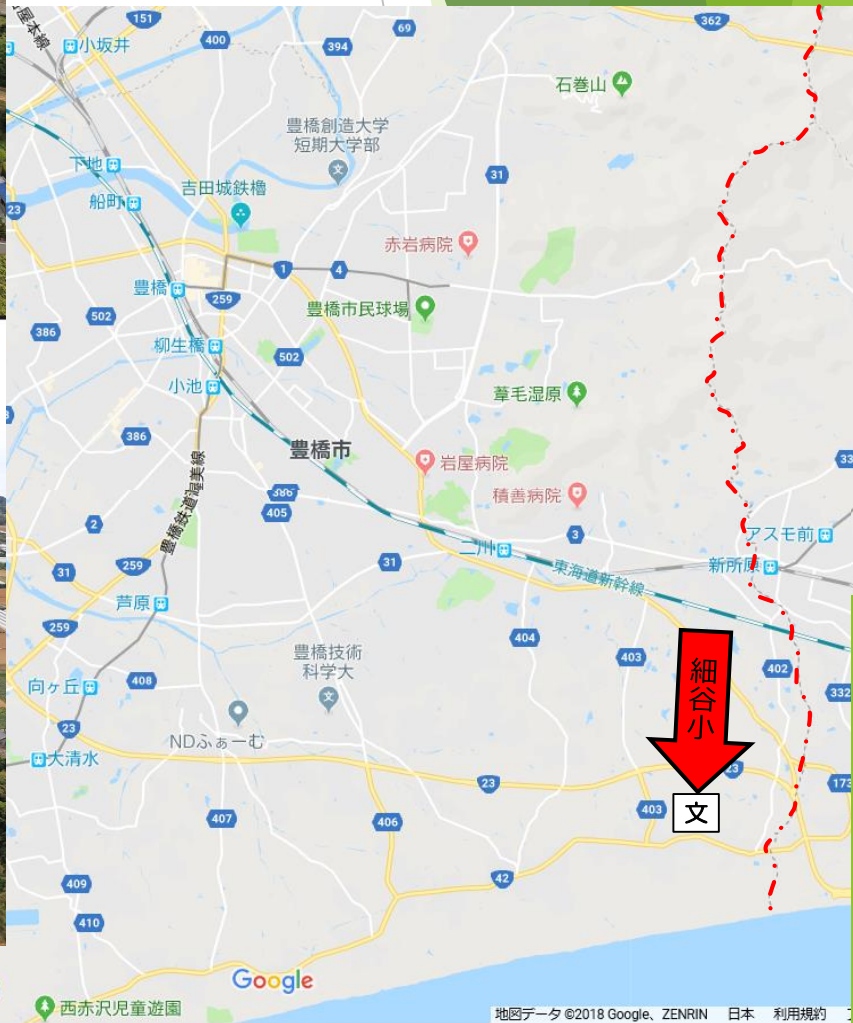 151
屋本線
小坂井
400
394
69
362
石巻山
豊橋創造大学
短期大学部
31
下地
船町
23
吉田城鉄櫓
赤岩病院
1
4
豊橋
259
豊橋市民球場
502
386
柳生橋
502
小池
葦毛湿原
386
豊橋市
岩屋病院
33
積善病院
405
2
豊橋鉄道渥美線
アスモ前
3
二川
新所原
259
31
31
東海道新幹線
芦原
259
404
403
細谷小
402
豊橋技術
科学大
向ヶ丘
408
332
23
NDふぁーむ
大清水
23
23
173
403
文
407
406
42
409
410
Google
西赤沢児童遊園
地図データ ©2018 Google、ZENRIN 日本 利用規約